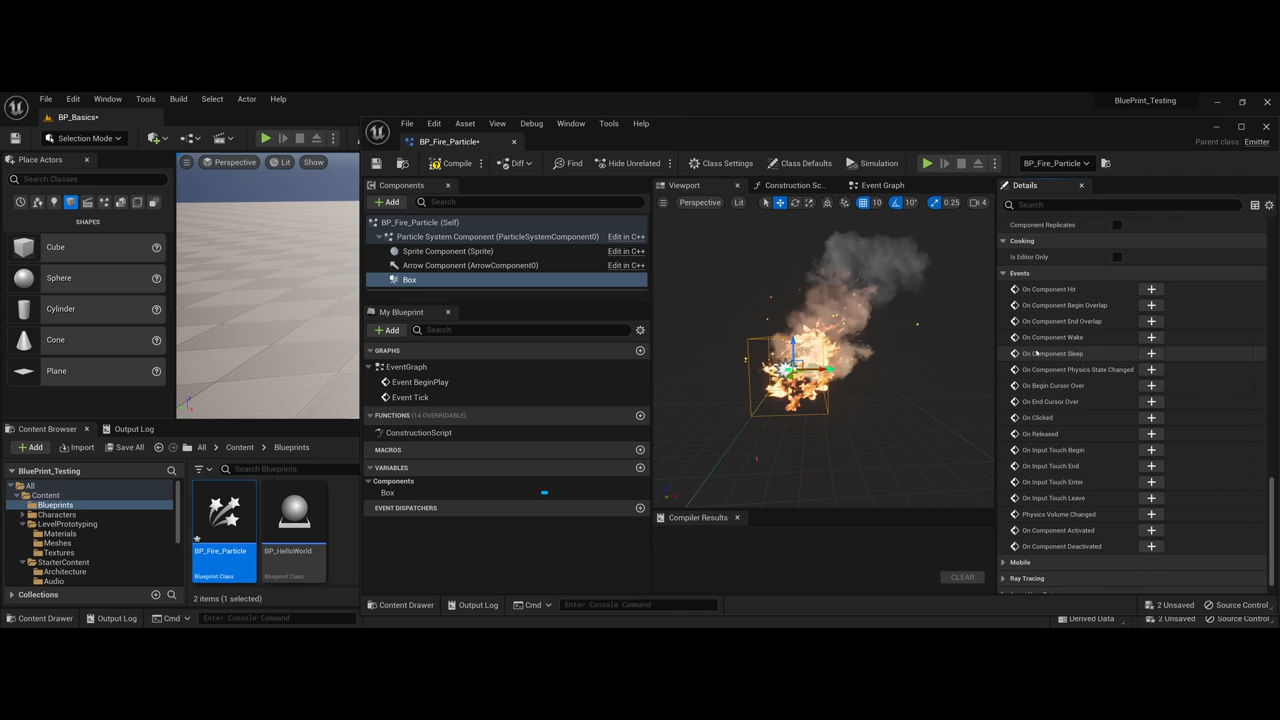 File Edit Window Tools Build Select Actor Help
BluePrint_Testing
BP_Basics•
Selection Mode
Place Actors
Search Classes
SHAPES
Cube
Sphere
Cylinder
Cone
Plane
Perspective Lit Show
Content Browser Output Log
Add Import Save All All Content Blueprints
BluePrint_Testing
All
Content
Blueprints
Characters
LevelPrototyping
Materials
Meshes
Textures
StarterContent
Architecture
Audio
Collections
Search Blueprints
BP_Fire_Particle
Blueprint Class
BP_HelloWorld
Blueprint Class
2 items (1 selected)
Content Drawer Output Log Cmd Enter Console Command
Derived Data 2 Unsaved Source Control
File Edit Asset View Debug Window Tools Help
BP_Fire_Particle•
Parent class: Emitter
Compile Diff Find Hide Unrelated Class Settings Class Defaults Simulation BP_Fire_Particle
Components
Add Search
BP_Fire_Particle (Self)
Particle System Component (ParticleSystemComponent0) Edit in C++
Sprite Component (Sprite) Edit in C++
Arrow Component (ArrowComponent0) Edit in C++
Box
My Blueprint
Add Search
GRAPHS
EventGraph
Event BeginPlay
Event Tick
FUNCTIONS (14 OVERRIDABLE)
ConstructionScript
MACROS
VARIABLES
Components
Box
EVENT DISPATCHERS
Viewport Construction Sc... Event Graph
Perspective Lit 10 10° 0.25 4
Compiler Results
CLEAR
Details
Search
Component Replicates
Cooking
Is Editor Only
Events
On Component Hit
On Component Begin Overlap
On Component End Overlap
On Component Wake
On Component Sleep
On Component Physics State Changed
On Begin Cursor Over
On End Cursor Over
On Clicked
On Released
On Input Touch Begin
On Input Touch End
On Input Touch Enter
On Input Touch Leave
Physics Volume Changed
On Component Activated
On Component Deactivated
Mobile
Ray Tracing
Content Drawer Output Log Cmd Enter Console Command
2 Unsaved Source Control